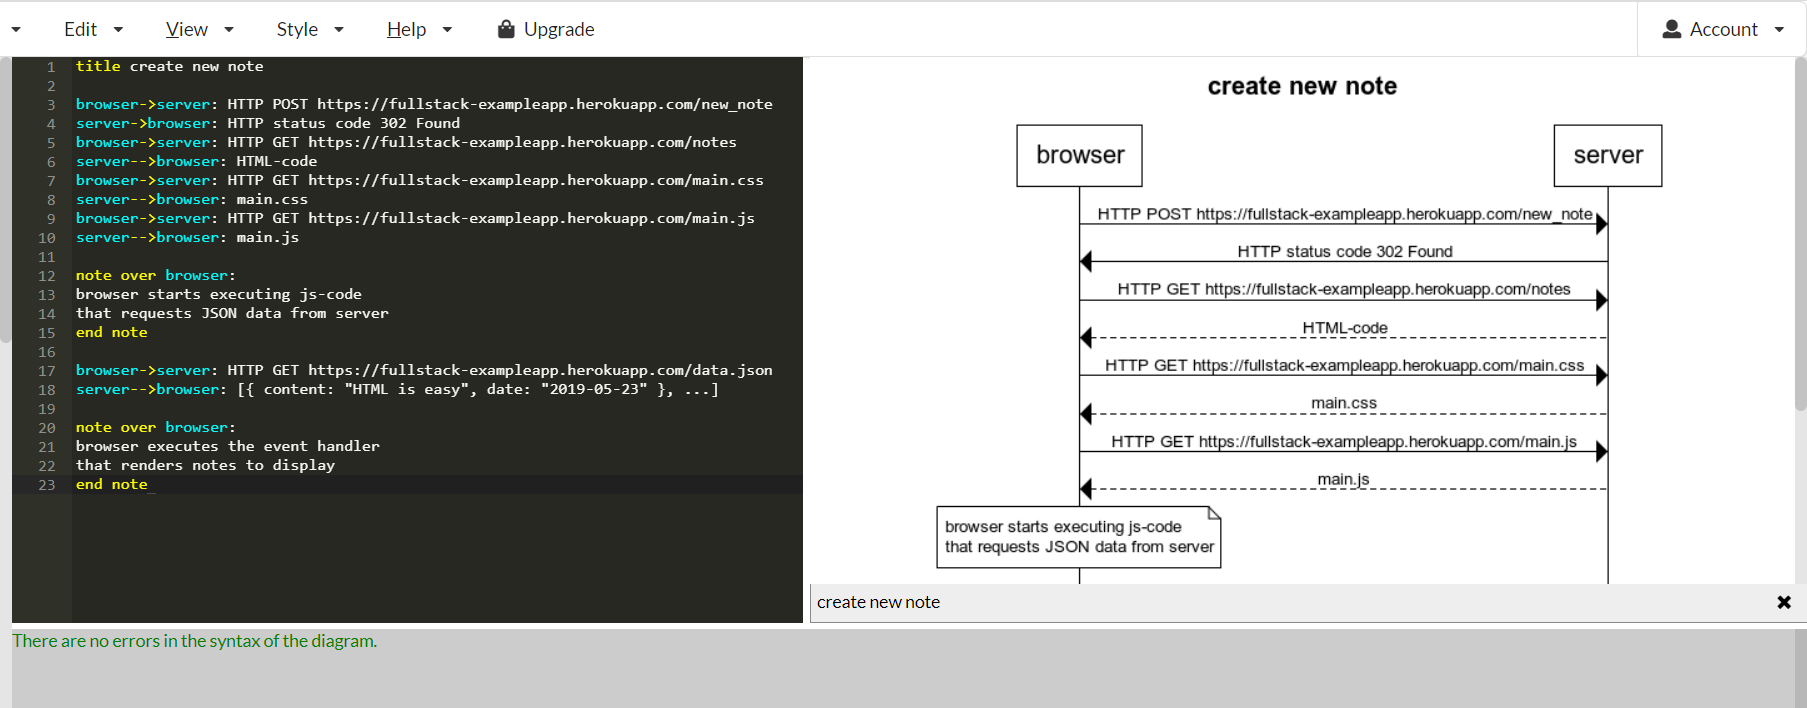 Edit View Style Help Upgrade Account
1 title create new note
2
3 browser->server: HTTP POST https://fullstack-exampleapp.herokuapp.com/new_note
4 server->browser: HTTP status code 302 Found
5 browser->server: HTTP GET https://fullstack-exampleapp.herokuapp.com/notes
6 server-->browser: HTML-code
7 browser->server: HTTP GET https://fullstack-exampleapp.herokuapp.com/main.css
8 server-->browser: main.css
9 browser->server: HTTP GET https://fullstack-exampleapp.herokuapp.com/main.js
10 server-->browser: main.js
11
12 note over browser:
13 browser starts executing js-code
14 that requests JSON data from server
15 end note
16
17 browser->server: HTTP GET https://fullstack-exampleapp.herokuapp.com/data.json
18 server-->browser: [{ content: "HTML is easy", date: "2019-05-23" }, ...]
19
20 note over browser:
21 browser executes the event handler
22 that renders notes to display
23 end note
create new note
browser server
HTTP POST https://fullstack-exampleapp.herokuapp.com/new_note
HTTP status code 302 Found
HTTP GET https://fullstack-exampleapp.herokuapp.com/notes
HTML-code
HTTP GET https://fullstack-exampleapp.herokuapp.com/main.css
main.css
HTTP GET https://fullstack-exampleapp.herokuapp.com/main.js
main.js
browser starts executing js-code
that requests JSON data from server
create new note
There are no errors in the syntax of the diagram.